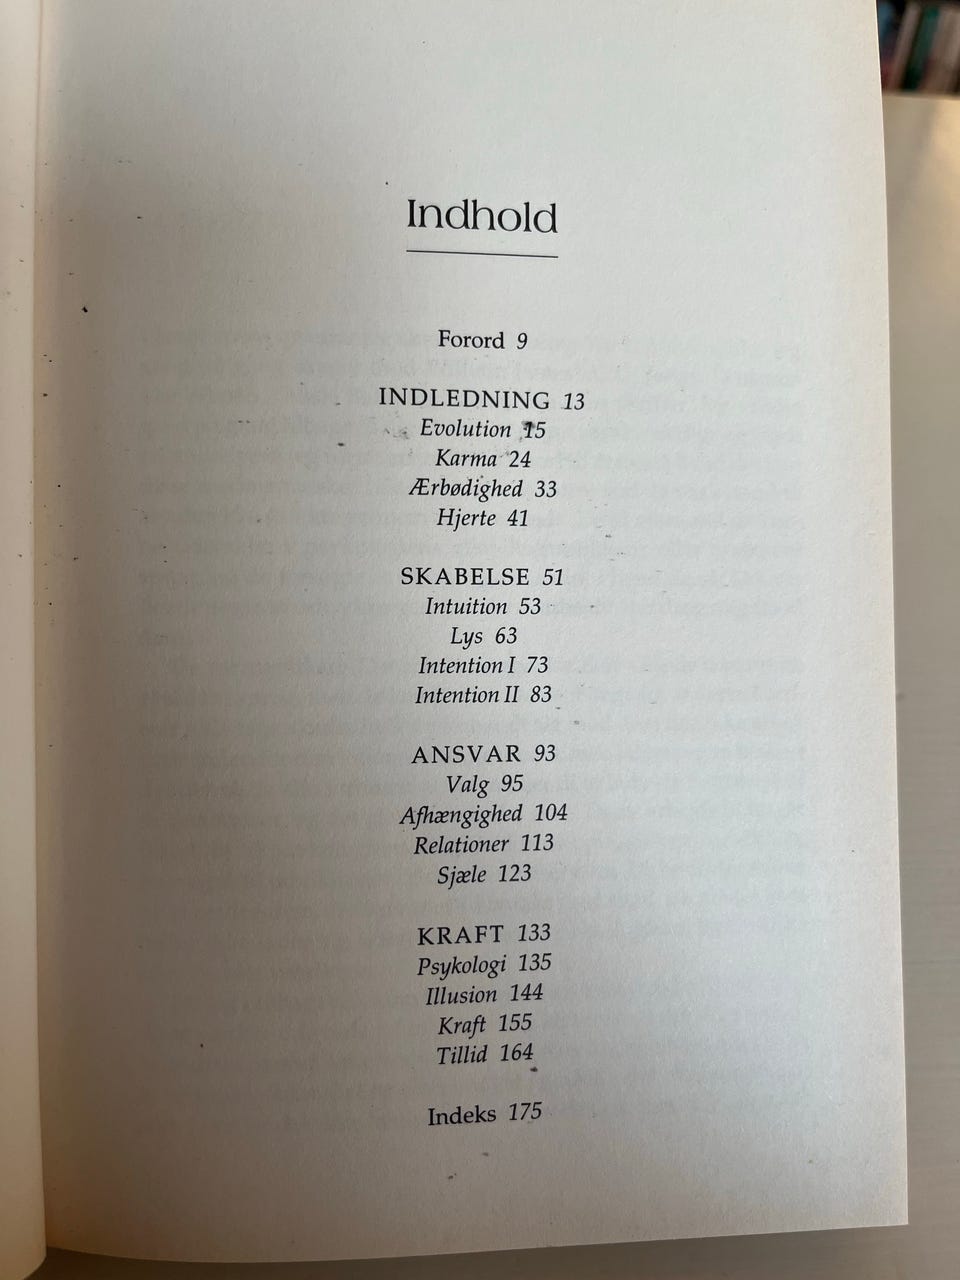 Indhold
Forord 9
INDLEDNING 13
Evolution 15
Karma 24
Ærbødighed 33
Hjerte 41
SKABELSE 51
Intuition 53
Lys 63
Intention I 73
Intention II 83
ANSVAR 93
Valg 95
Afhængighed 104
Relationer 113
Sjæle 123
KRAFT 133
Psykologi 135
Illusion 144
Kraft 155
Tillid 164
Indeks 175